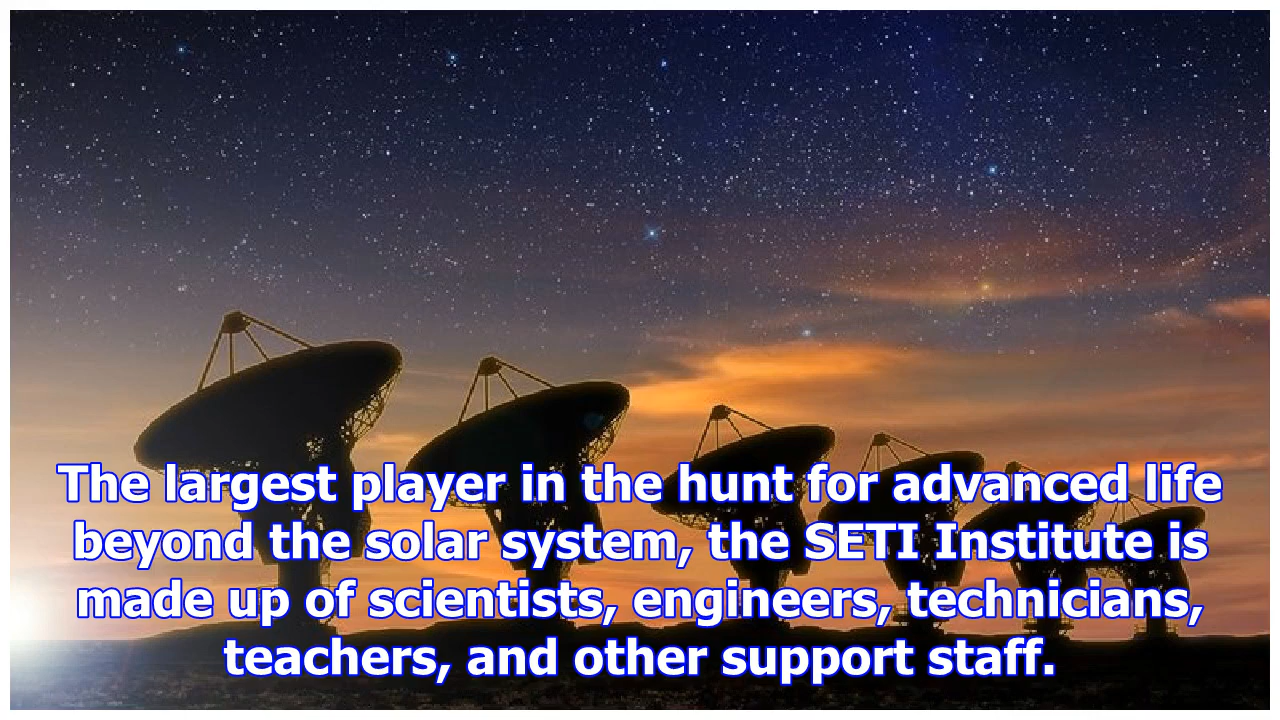 The largest player in the hunt for advanced life
beyond the solar system, the SETI Institute is
made up of scientists, engineers, technicians,
teachers, and other support staff.